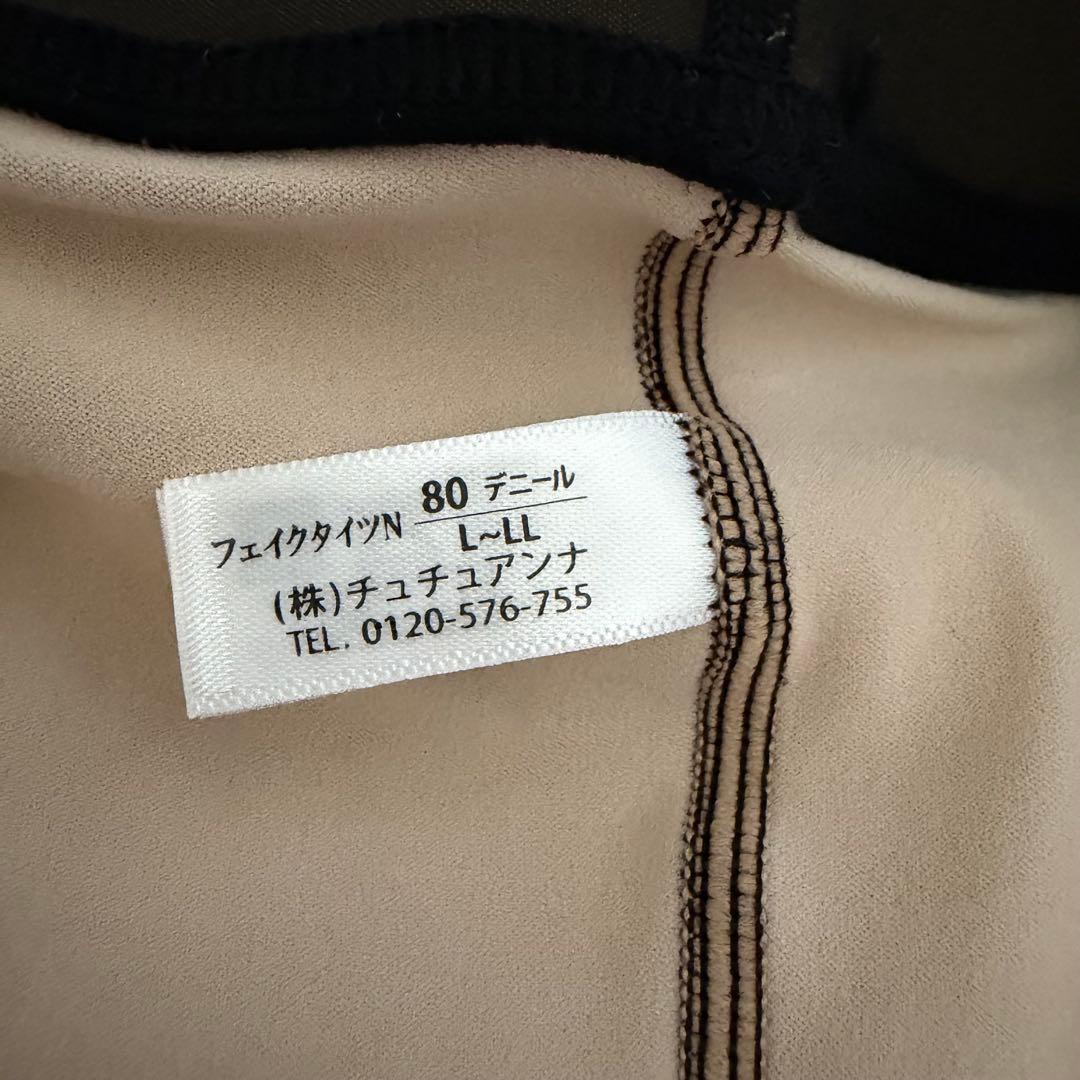 フェイクタイツN 80 デニール
L~LL
(株)チュチュアンナ
TEL. 0120-576-755